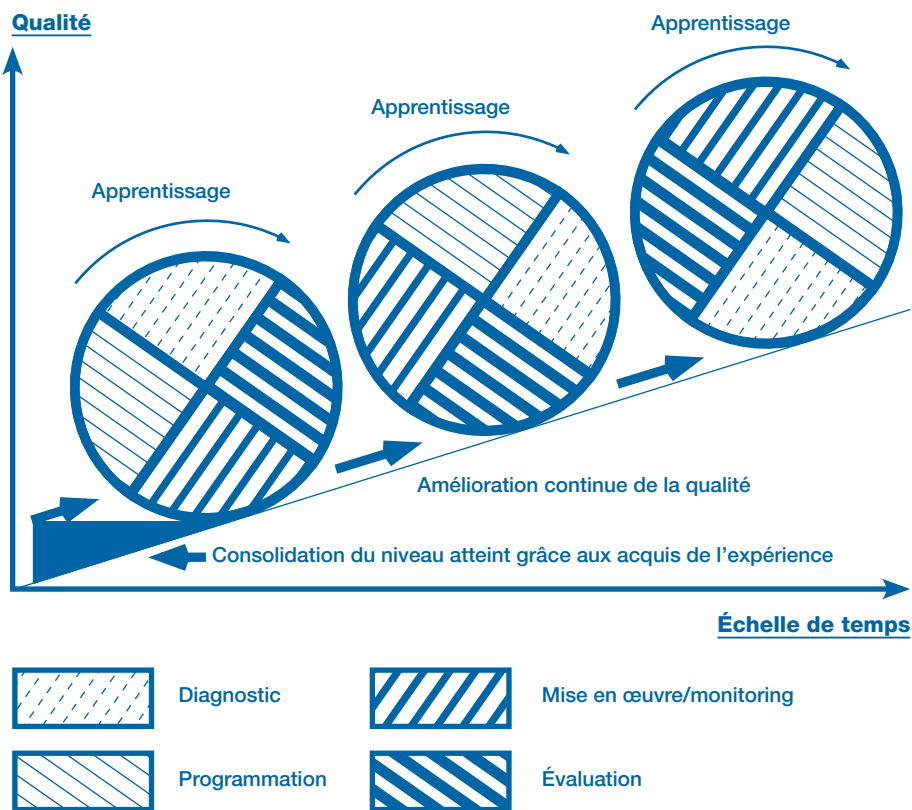 Qualité
Apprentissage
Apprentissage
Apprentissage
Amélioration continue de la qualité
Consolidation du niveau atteint grâce aux acquis de l’expérience
Échelle de temps
Diagnostic
Mise en œuvre/monitoring
Programmation
Évaluation